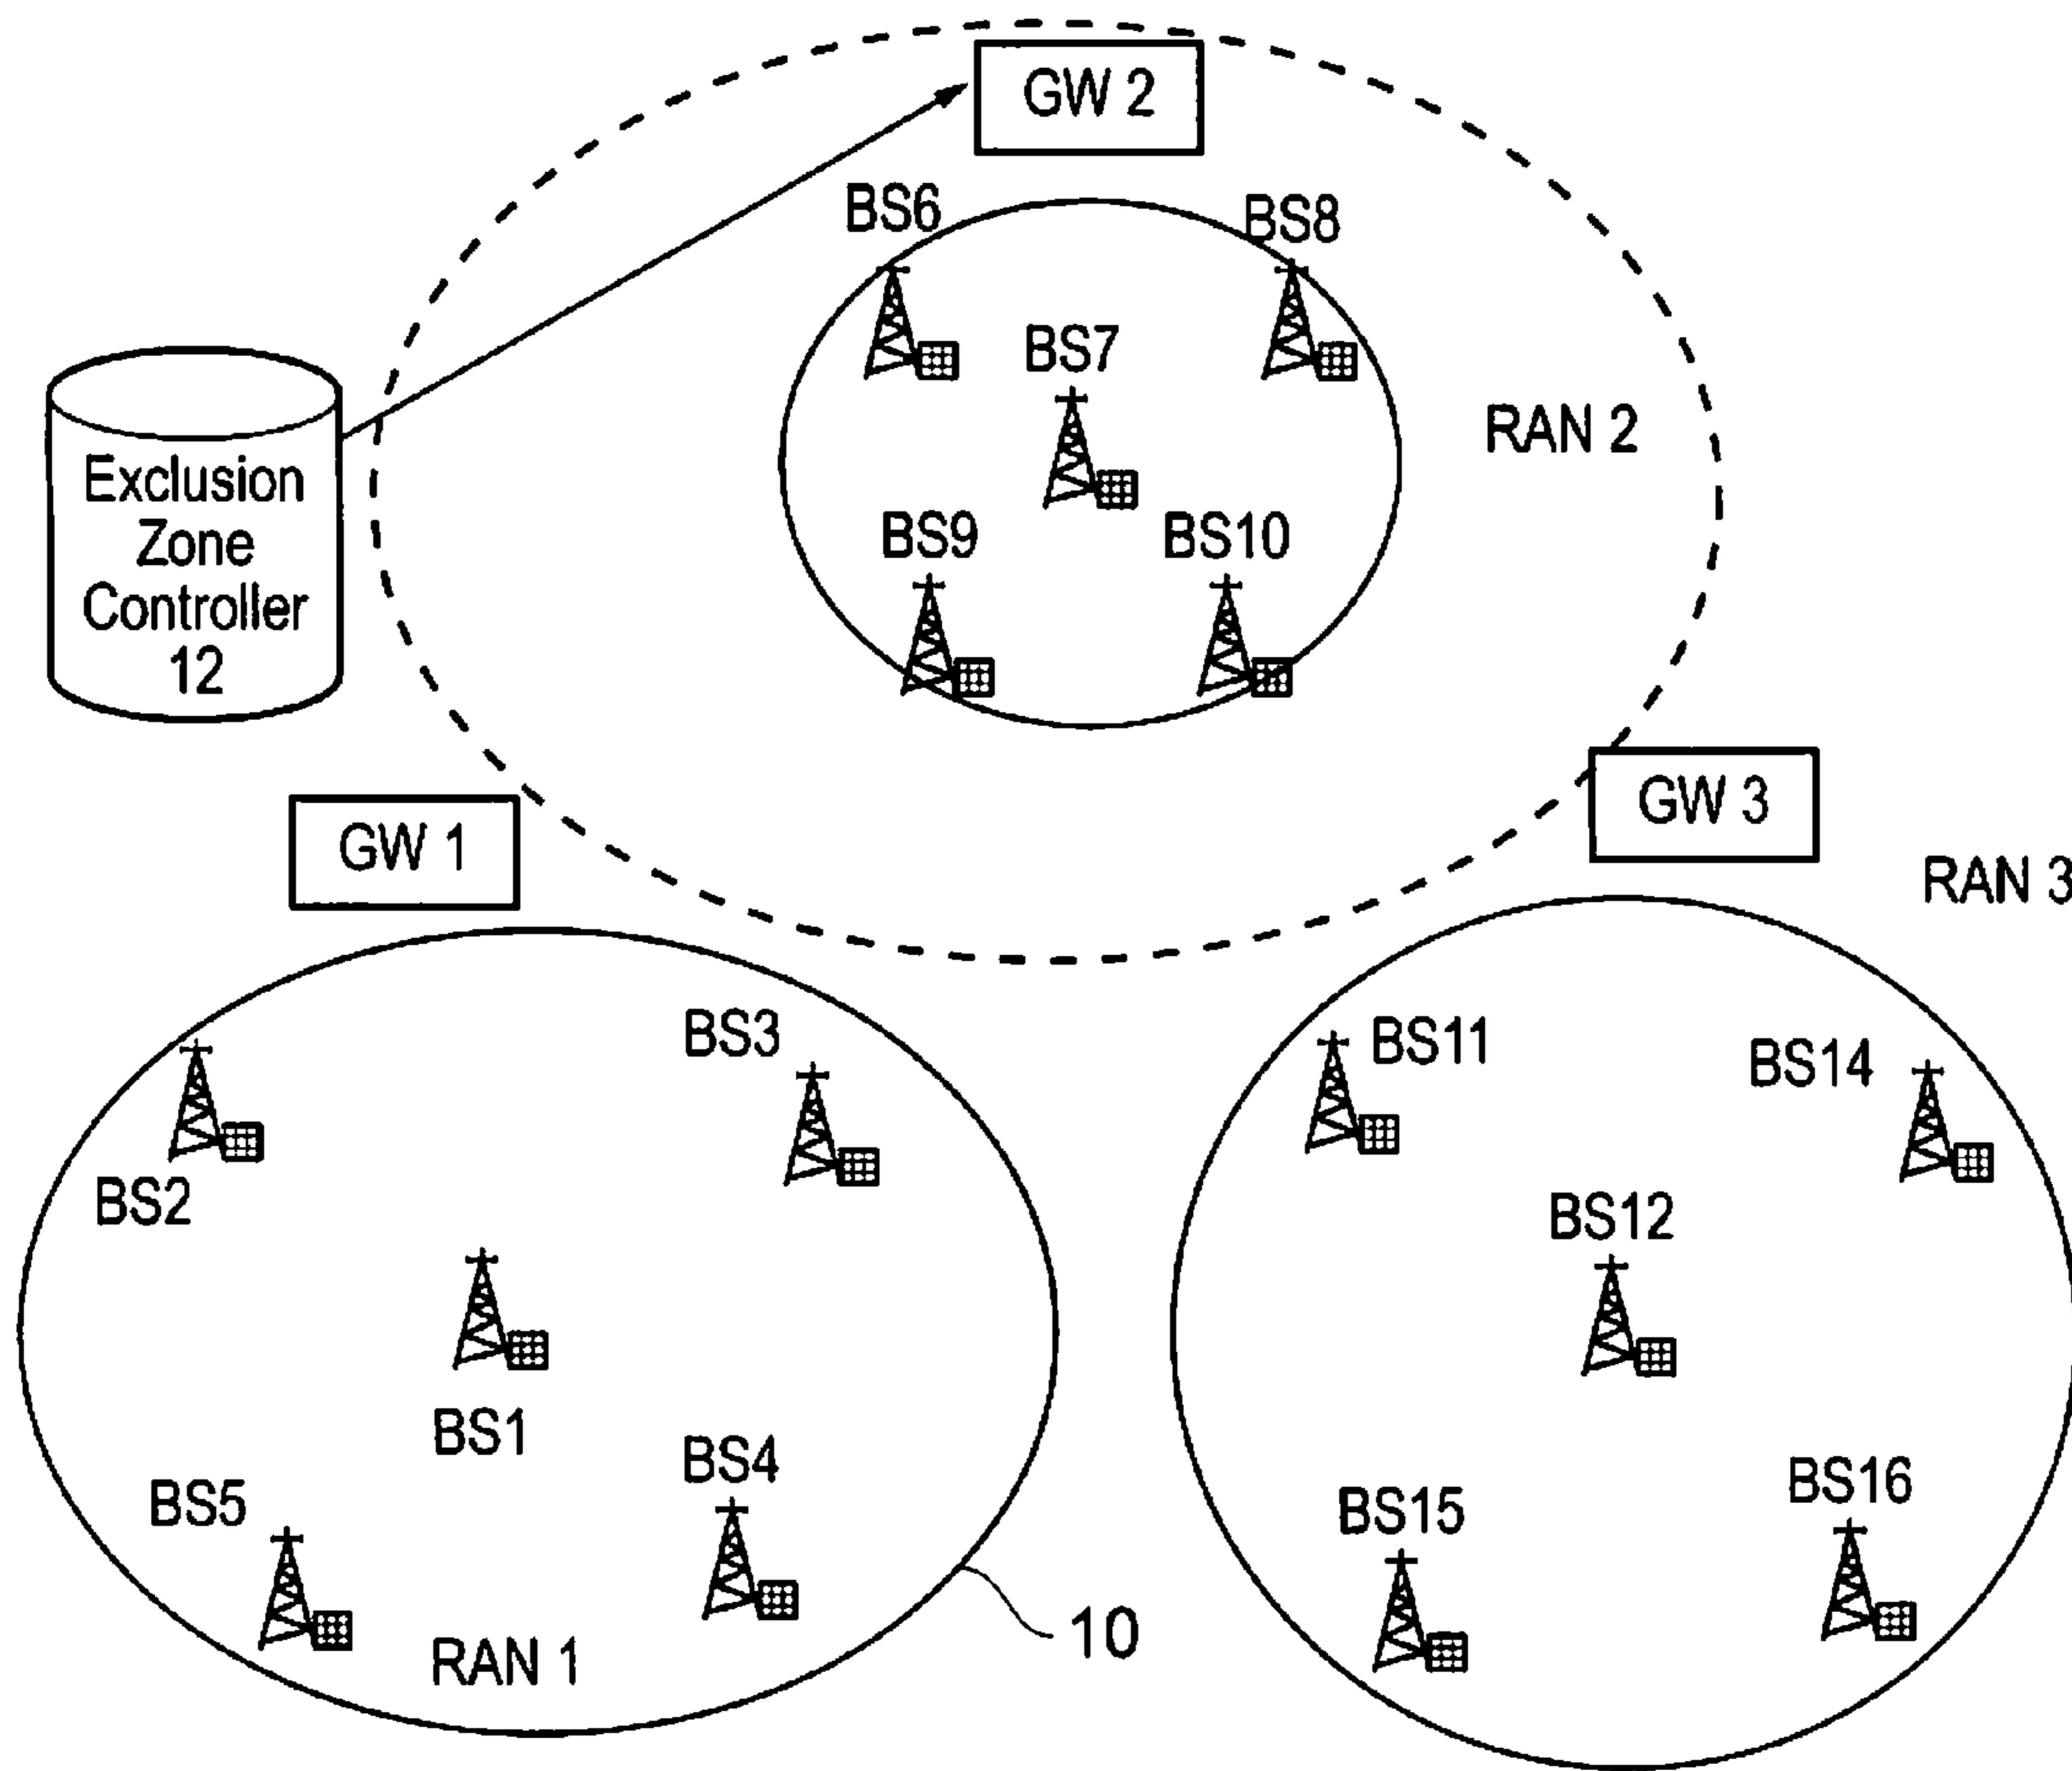 GW 2
BS6
BS8
BS7
RAN 2
Exclusion
Zone
Controller
12
BS9
BS10
GW 1
GW 3
RAN 3
BS3
BS11
BS14
BS2
BS12
BS1
BS4
BS5
BS15
BS16
RAN 1
10